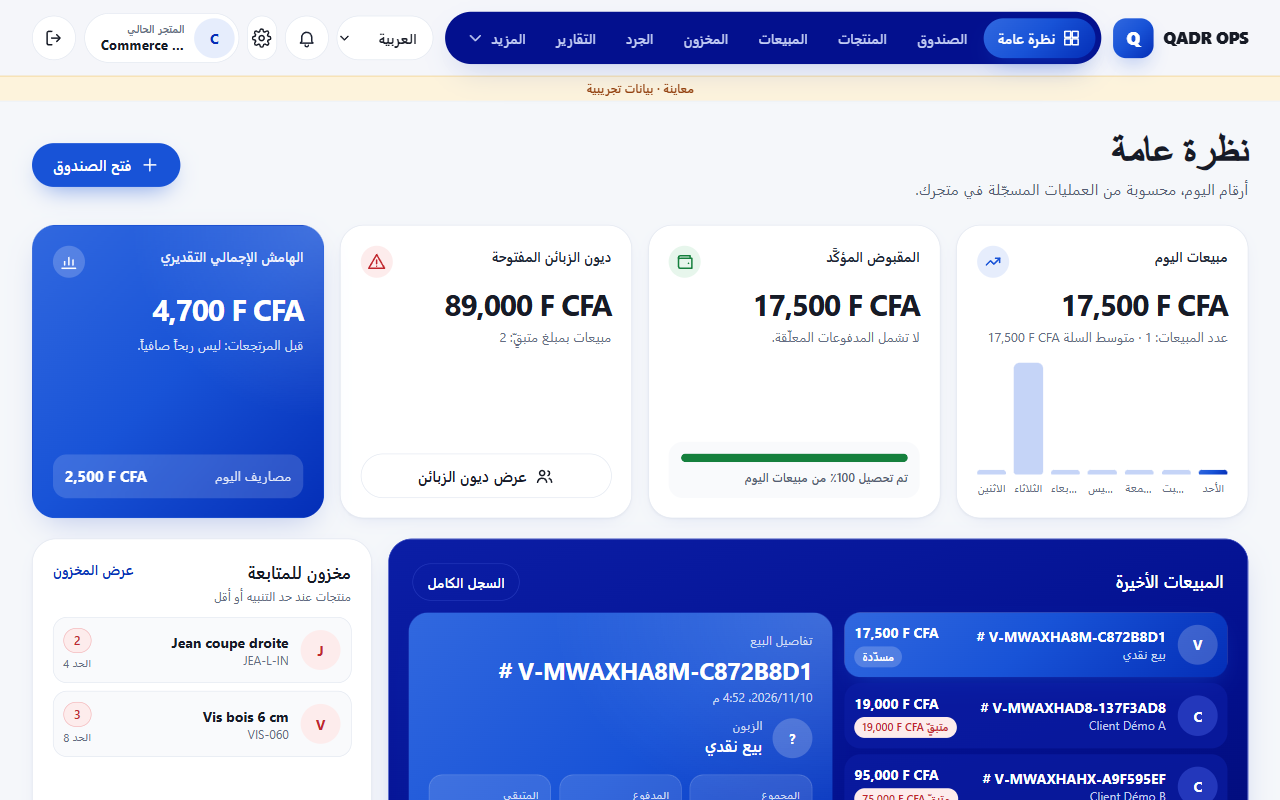 QADR OPS
Q
نظرة عامة
الصندوق
المنتجات
المبيعات
المخزون
الجرد
التقارير
المزيد
العربية
C
المتجر الحالي
Commerce ...
معاينة · بيانات تجريبية
نظرة عامة
أرقام اليوم، محسوبة من العمليات المسجّلة في متجرك.
فتح الصندوق
مبيعات اليوم
17,500 F CFA
عدد المبيعات: 1 · متوسط السلة 17,500 F CFA
الأحد
...بت
...معة
...يس
...بعاء
الثلاثاء
الاثنين
المقبوض المؤكَّد
17,500 F CFA
لا تشمل المدفوعات المعلّقة.
تم تحصيل 100٪ من مبيعات اليوم
ديون الزبائن المفتوحة
89,000 F CFA
مبيعات بمبلغ متبقٍّ: 2
عرض ديون الزبائن
الهامش الإجمالي التقديري
4,700 F CFA
قبل المرتجعات: ليس ربحاً صافياً.
مصاريف اليوم
2,500 F CFA
المبيعات الأخيرة
السجل الكامل
V
# V-MWAXHA8M-C872B8D1
بيع نقدي
17,500 F CFA
مسدّدة
C
# V-MWAXHAD8-137F3AD8
Client Démo A
19,000 F CFA
متبقٍّ 19,000 F CFA
C
# V-MWAXHAHX-A9F595EF
Client Démo B
95,000 F CFA
متبقٍّ 75,000 F CFA
تفاصيل البيع
# V-MWAXHA8M-C872B8D1
10/‏11/‏2026، 4:52 م
?
الزبون
بيع نقدي
المجموع
المدفوع
المتبقي
مخزون للمتابعة
عرض المخزون
منتجات عند حد التنبيه أو أقل
J
Jean coupe droite
JEA-L-IN
2
الحد 4
V
Vis bois 6 cm
VIS-060
3
الحد 8